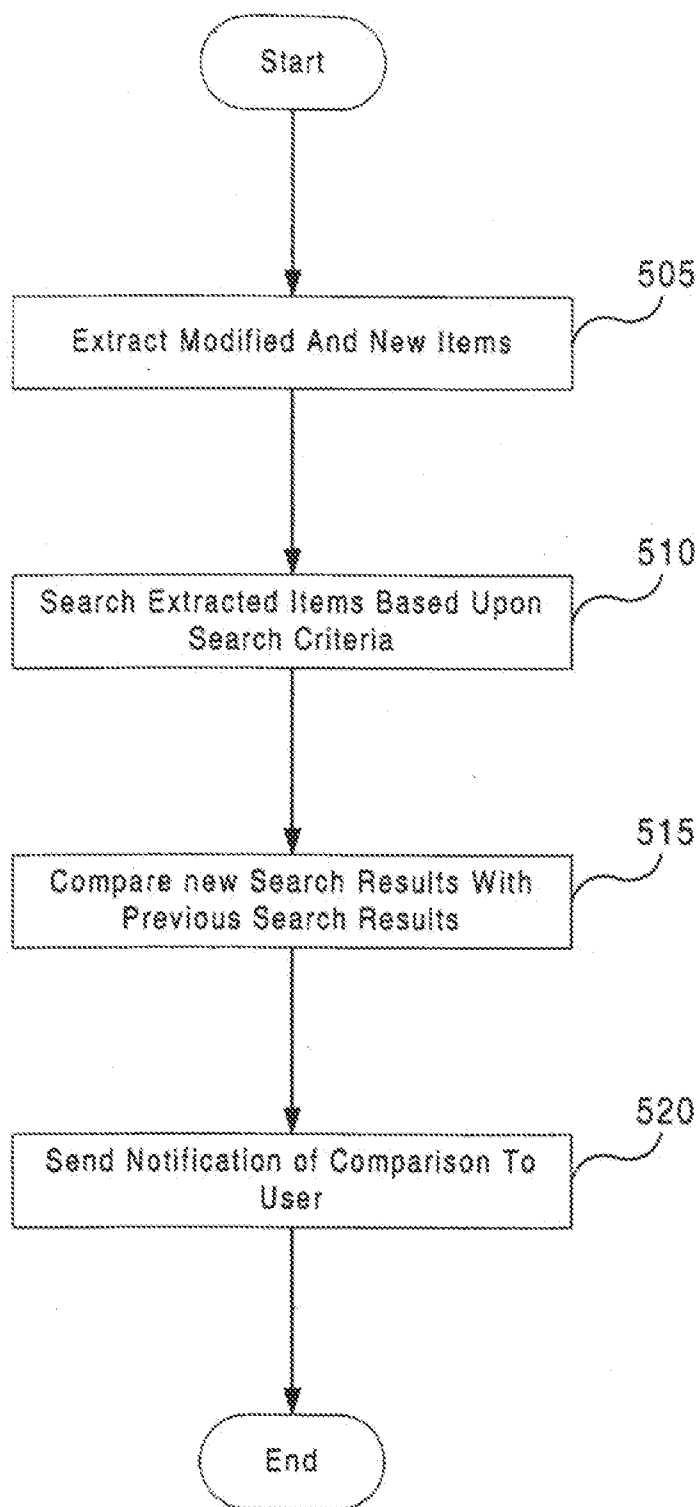 Start
505
Extract Modified And New Items
510
Search Extracted Items Based Upon
Search Criteria
515
Compare new Search Results With
Previous Search Results
520
Send Notification of Comparison To
User
End